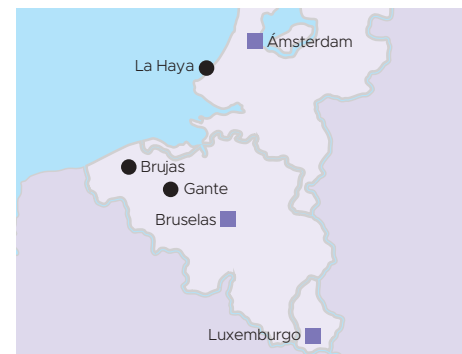 Ámsterdam
La Haya
Brujas
Gante
Bruselas
Luxemburgo